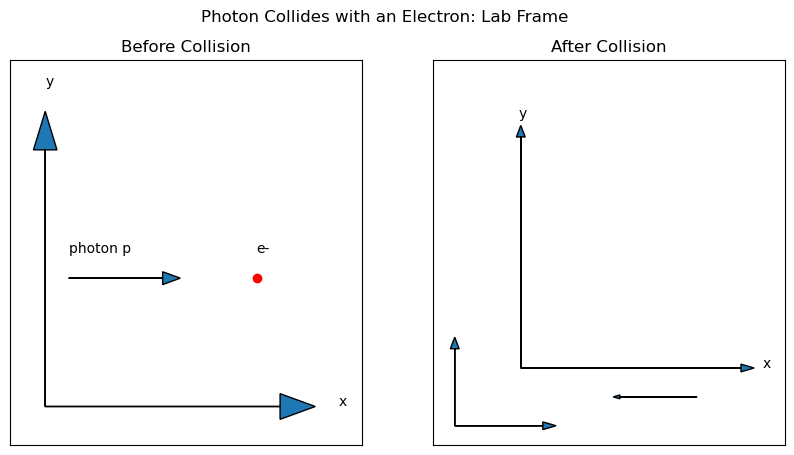 Photon Collides with an Electron: Lab Frame
Before Collision
y
photon p
e-
x
After Collision
y
x